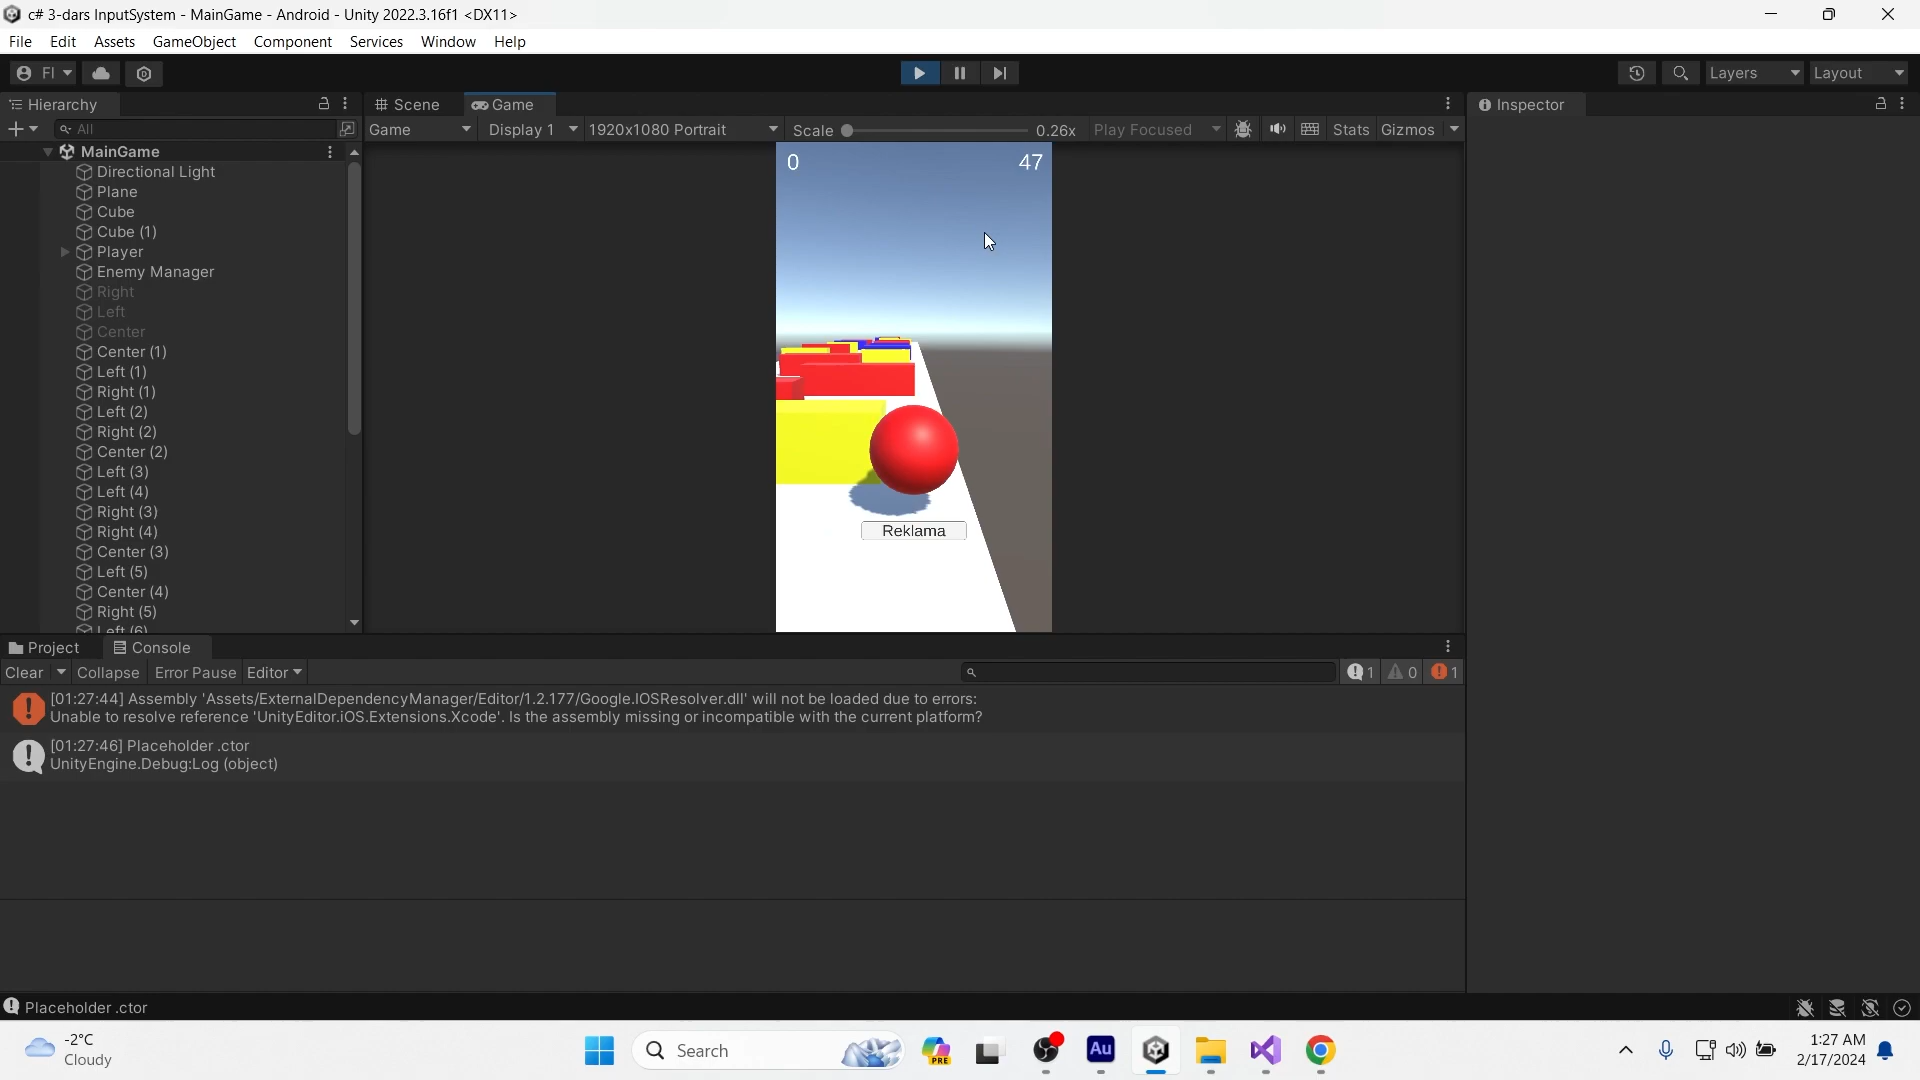 c# 3-dars InputSystem - MainGame - Android - Unity 2022.3.16f1 <DX11>
File Edit Assets GameObject Component Services Window Help
FI Layers Layout
Hierarchy Scene Game Inspector
All Game Display 1 1920x1080 Portrait Scale 0.26x Play Focused Stats Gizmos
MainGame
Directional Light
Plane
Cube
Cube (1)
Player
Enemy Manager
Right
Left
Center
Center (1)
Left (1)
Right (1)
Left (2)
Right (2)
Center (2)
Left (3)
Left (4)
Right (3)
Right (4)
Center (3)
Left (5)
Center (4)
Right (5)
Left (6)
0 47
Reklama
Project Console
Clear Collapse Error Pause Editor 1 0 1
[01:27:44] Assembly 'Assets/ExternalDependencyManager/Editor/1.2.177/Google.IOSResolver.dll' will not be loaded due to errors:
Unable to resolve reference 'UnityEditor.iOS.Extensions.Xcode'. Is the assembly missing or incompatible with the current platform?
[01:27:46] Placeholder .ctor
UnityEngine.Debug:Log (object)
Placeholder .ctor
-2°C
Cloudy
Search
PRE
Au
1:27 AM
2/17/2024